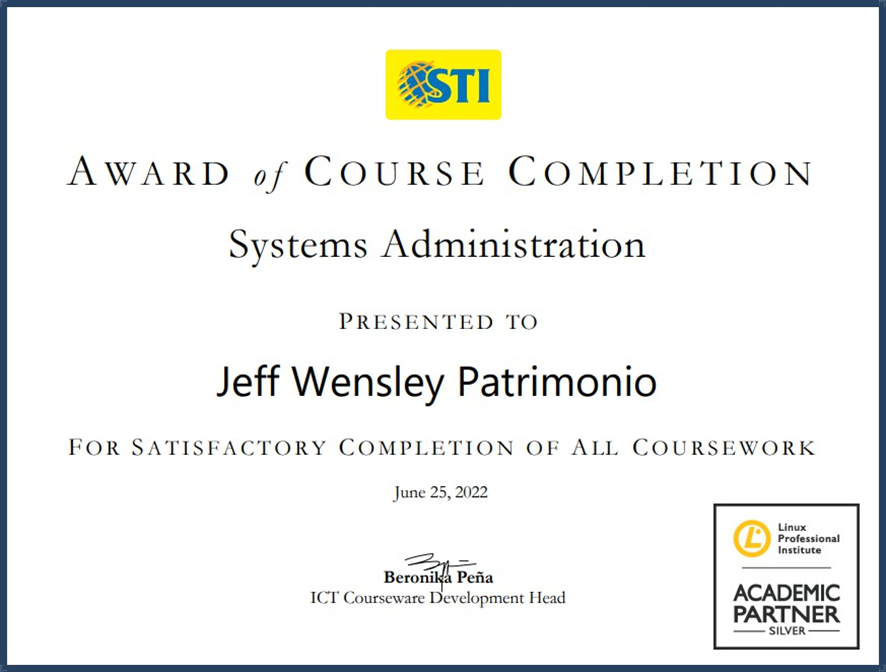 STI
AWARD of COURSE COMPLETION
Systems Administration
PRESENTED TO
Jeff Wensley Patrimonio
FOR SATISFACTORY COMPLETION OF ALL COURSEWORK
June 25, 2022
Beronika Peña
ICT Courseware Development Head
Linux
Professional
Institute
ACADEMIC
PARTNER
SILVER